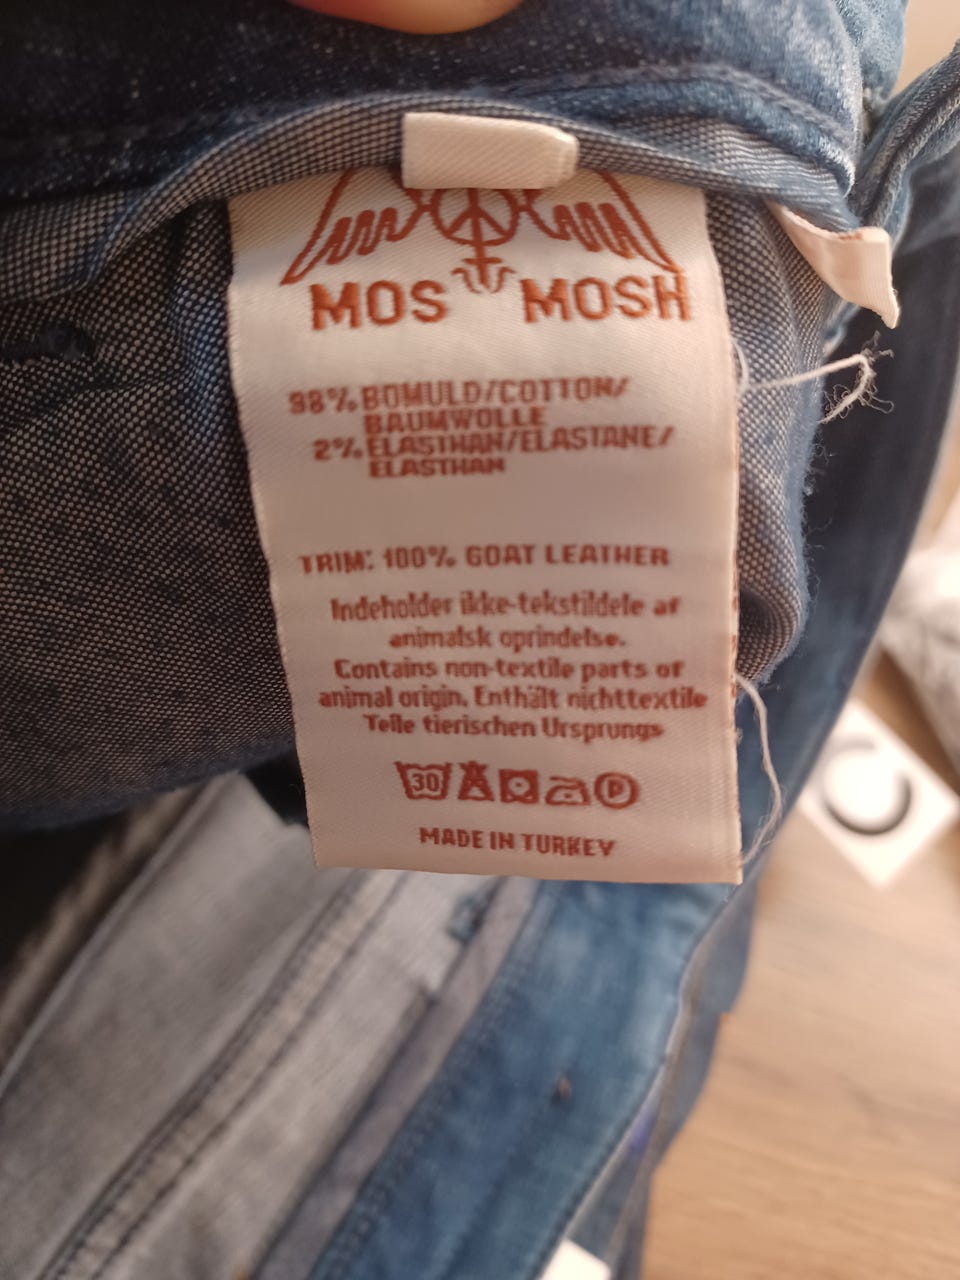 MOS MOSH
98% BOMULD/COTTON/
BAUMWOLLE
2% ELASTHAN/ELASTANE/
ELASTHAN
TRIM: 100% GOAT LEATHER
Indeholder ikke-tekstildele af
animalsk oprindelse.
Contains non-textile parts of
animal origin. Enthält nichttextile
Teile tierischen Ursprungs
30 P
MADE IN TURKEY